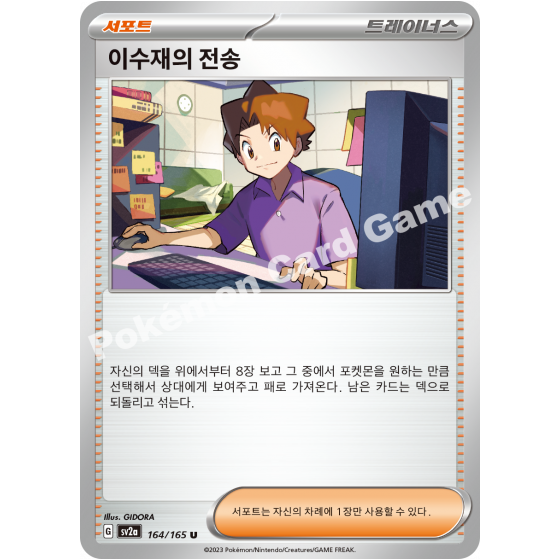 서포트
트레이너스
이수재의 전송
Pokémon Card Game
자신의 덱을 위에서부터 8장 보고 그 중에서 포켓몬을 원하는 만큼
선택해서 상대에게 보여주고 패로 가져온다. 남은 카드는 덱으로
되돌리고 섞는다.
Illus. GIDORA
G sv2a 164/165 U
서포트는 자신의 차례에 1장만 사용할 수 있다.
©2023 Pokémon/Nintendo/Creatures/GAME FREAK.